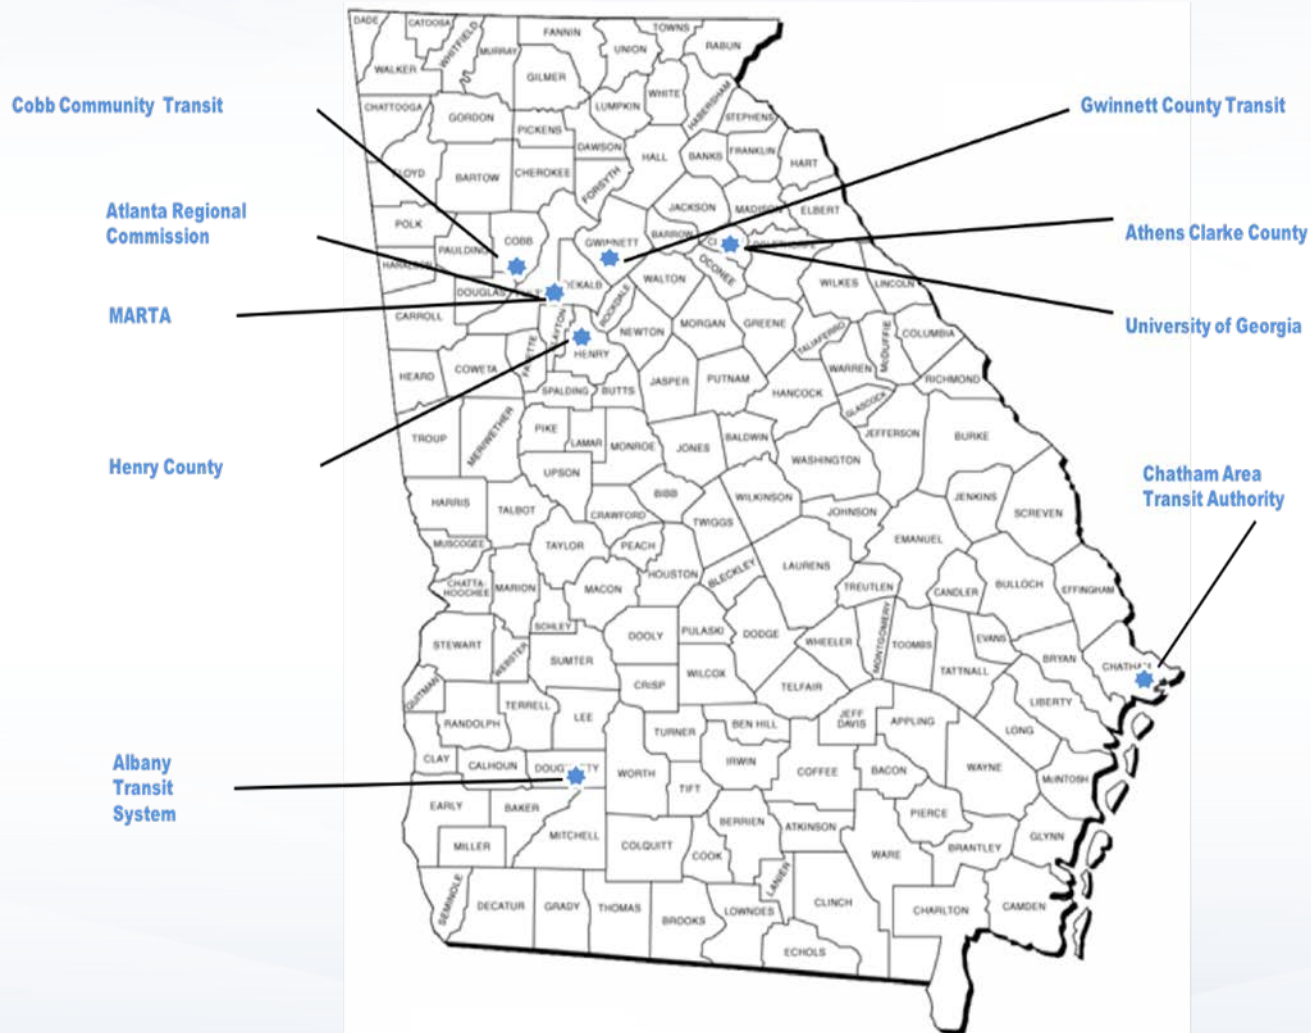 DADE
CATOOSA
WHITFIELD
MURRAY
FANNIN
TOWNS
UNION
RABUN
WALKER
GILMER
CHATTOOGA
GORDON
LUMPKIN
WHITE
HABERSHAM
STEPHENS
PICKENS
DAWSON
Cobb Community Transit
Gwinnett County Transit
FLOYD
BARTOW
CHEROKEE
FORSYTH
HALL
BANKS
FRANKLIN
HART
Atlanta Regional
Commission
POLK
PAULDING
COBB
GWINNETT
JACKSON
MADISON
ELBERT
BARROW
Athens Clarke County
HARALSON
DOUGLAS
DEKALB
ROCKDALE
WALTON
OCONEE
WILKES
LINCOLN
MARTA
CARROLL
FAYETTE
CLAYTON
HENRY
NEWTON
MORGAN
GREENE
TALIAFERRO
McDUFFIE
COLUMBIA
University of Georgia
HEARD
COWETA
SPALDING
BUTTS
JASPER
PUTNAM
HANCOCK
WARREN
GLASCOCK
RICHMOND
Henry County
TROUP
MERIWETHER
PIKE
LAMAR
MONROE
JONES
BALDWIN
WASHINGTON
JEFFERSON
BURKE
Chatham Area
Transit Authority
HARRIS
TALBOT
UPSON
CRAWFORD
BIBB
TWIGGS
WILKINSON
JOHNSON
JENKINS
SCREVEN
MUSCOGEE
TAYLOR
PEACH
HOUSTON
BLECKLEY
LAURENS
EMANUEL
CHATTA-
HOOCHEE
MARION
MACON
TREUTLEN
CANDLER
BULLOCH
EFFINGHAM
STEWART
WEBSTER
SCHLEY
SUMTER
DOOLY
PULASKI
DODGE
WHEELER
MONTGOMERY
TOOMBS
EVANS
TATTNALL
BRYAN
CHATHAM
QUITMAN
RANDOLPH
TERRELL
LEE
CRISP
WILCOX
TELFAIR
JEFF
DAVIS
APPLING
LONG
LIBERTY
Albany
Transit
System
CLAY
CALHOUN
DOUGHERTY
WORTH
TURNER
TIFT
BEN HILL
IRWIN
COFFEE
BACON
WAYNE
McINTOSH
EARLY
BAKER
MILLER
MITCHELL
COLQUITT
COOK
BERRIEN
ATKINSON
WARE
PIERCE
BRANTLEY
GLYNN
SEMINOLE
DECATUR
GRADY
THOMAS
BROOKS
LOWNDES
LANIER
CLINCH
ECHOLS
CHARLTON
CAMDEN